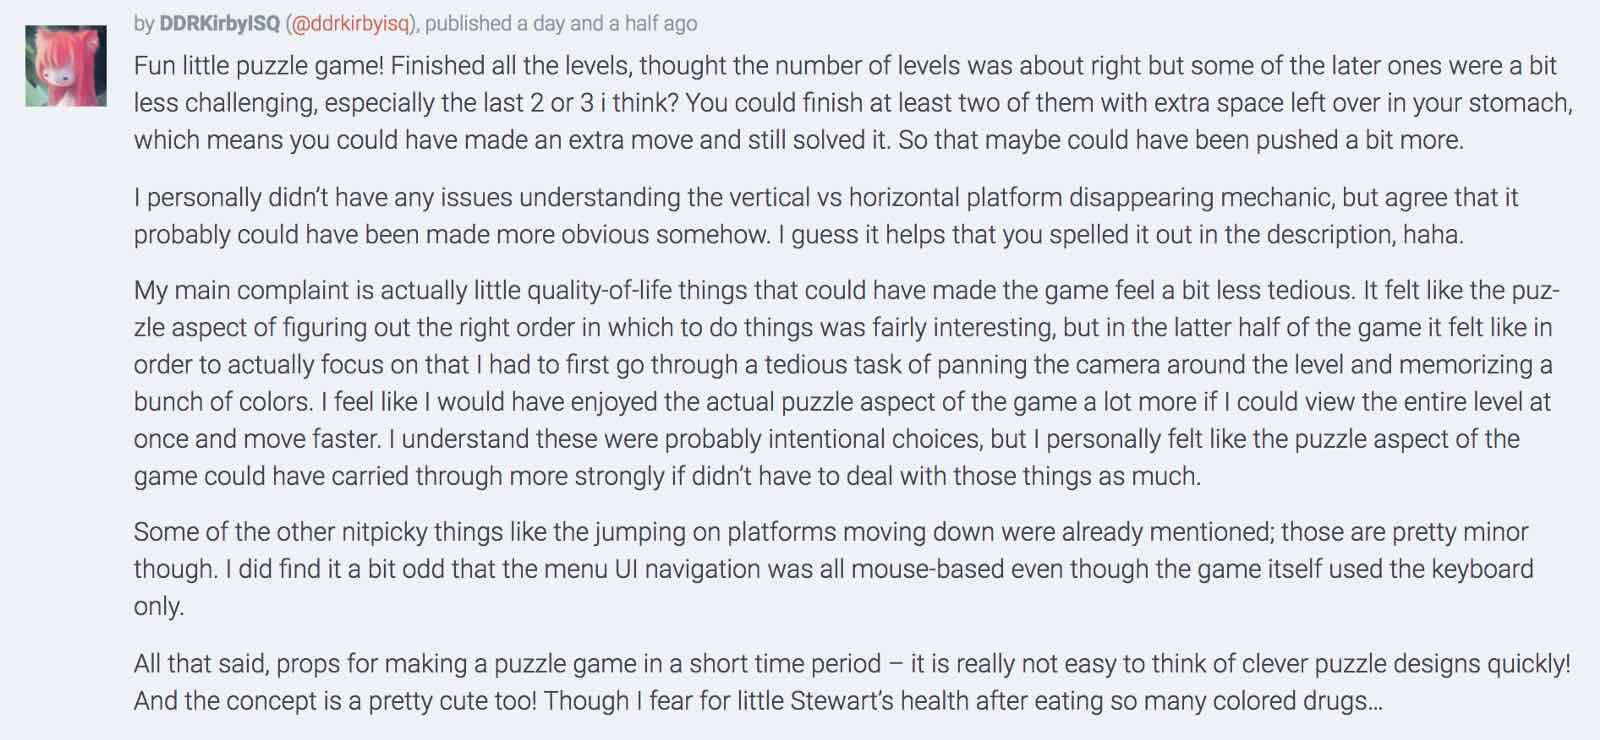 by DDRKirbyISQ (@ddrkirbyisq), published a day and a half ago
Fun little puzzle game! Finished all the levels, thought the number of levels was about right but some of the later ones were a bit
less challenging, especially the last 2 or 3 i think? You could finish at least two of them with extra space left over in your stomach,
which means you could have made an extra move and still solved it. So that maybe could have been pushed a bit more.
I personally didn’t have any issues understanding the vertical vs horizontal platform disappearing mechanic, but agree that it
probably could have been made more obvious somehow. I guess it helps that you spelled it out in the description, haha.
My main complaint is actually little quality-of-life things that could have made the game feel a bit less tedious. It felt like the puz-
zle aspect of figuring out the right order in which to do things was fairly interesting, but in the latter half of the game it felt like in
order to actually focus on that I had to first go through a tedious task of panning the camera around the level and memorizing a
bunch of colors. I feel like I would have enjoyed the actual puzzle aspect of the game a lot more if I could view the entire level at
once and move faster. I understand these were probably intentional choices, but I personally felt like the puzzle aspect of the
game could have carried through more strongly if didn’t have to deal with those things as much.
Some of the other nitpicky things like the jumping on platforms moving down were already mentioned; those are pretty minor
though. I did find it a bit odd that the menu UI navigation was all mouse-based even though the game itself used the keyboard
only.
All that said, props for making a puzzle game in a short time period – it is really not easy to think of clever puzzle designs quickly!
And the concept is a pretty cute too! Though I fear for little Stewart’s health after eating so many colored drugs…